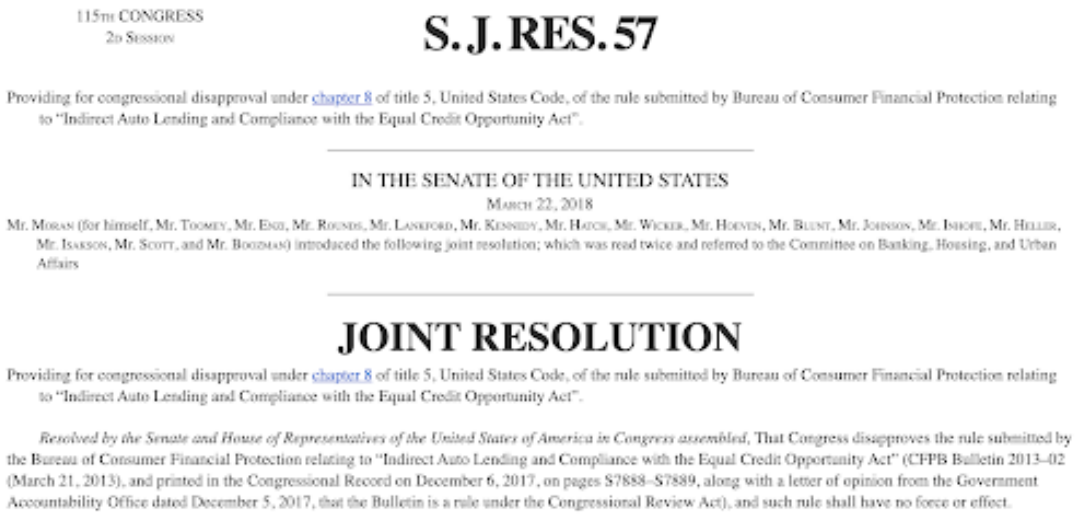 115TH CONGRESS
2D SESSION
S. J. RES. 57
Providing for congressional disapproval under chapter 8 of title 5, United States Code, of the rule submitted by Bureau of Consumer Financial Protection relating
to “Indirect Auto Lending and Compliance with the Equal Credit Opportunity Act”.
IN THE SENATE OF THE UNITED STATES
MARCH 22, 2018
Mr. MORAN (for himself, Mr. TOOMEY, Mr. ENZI, Mr. ROUNDS, Mr. LANKFORD, Mr. KENNEDY, Mr. HATCH, Mr. WICKER, Mr. HOEVEN, Mr. BLUNT, Mr. JOHNSON, Mr. INHOFE, Mr. HELLER,
Mr. ISAKSON, Mr. SCOTT, and Mr. BOOZMAN) introduced the following joint resolution; which was read twice and referred to the Committee on Banking, Housing, and Urban
Affairs
JOINT RESOLUTION
Providing for congressional disapproval under chapter 8 of title 5, United States Code, of the rule submitted by Bureau of Consumer Financial Protection relating
to “Indirect Auto Lending and Compliance with the Equal Credit Opportunity Act”.
Resolved by the Senate and House of Representatives of the United States of America in Congress assembled, That Congress disapproves the rule submitted by
the Bureau of Consumer Financial Protection relating to “Indirect Auto Lending and Compliance with the Equal Credit Opportunity Act” (CFPB Bulletin 2013–02
(March 21, 2013), and printed in the Congressional Record on December 6, 2017, on pages S7888–S7889, along with a letter of opinion from the Government
Accountability Office dated December 5, 2017, that the Bulletin is a rule under the Congressional Review Act), and such rule shall have no force or effect.